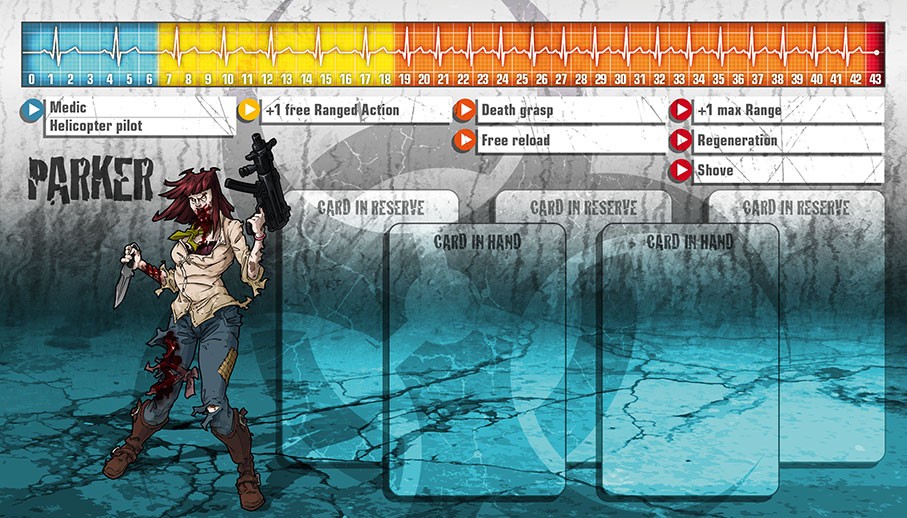 0 1 2 3 4 5 6 7 8 9 10 11 12 13 14 15 16 17 18 19 20 21 22 23 24 25 26 27 28 29 30 31 32 33 34 35 36 37 38 39 40 41 42 43
Medic
Helicopter pilot
+1 free Ranged Action
Death grasp
Free reload
+1 max Range
Regeneration
Shove
PARKER
CARD IN RESERVE
CARD IN RESERVE
CARD IN RESERVE
CARD IN HAND
CARD IN HAND